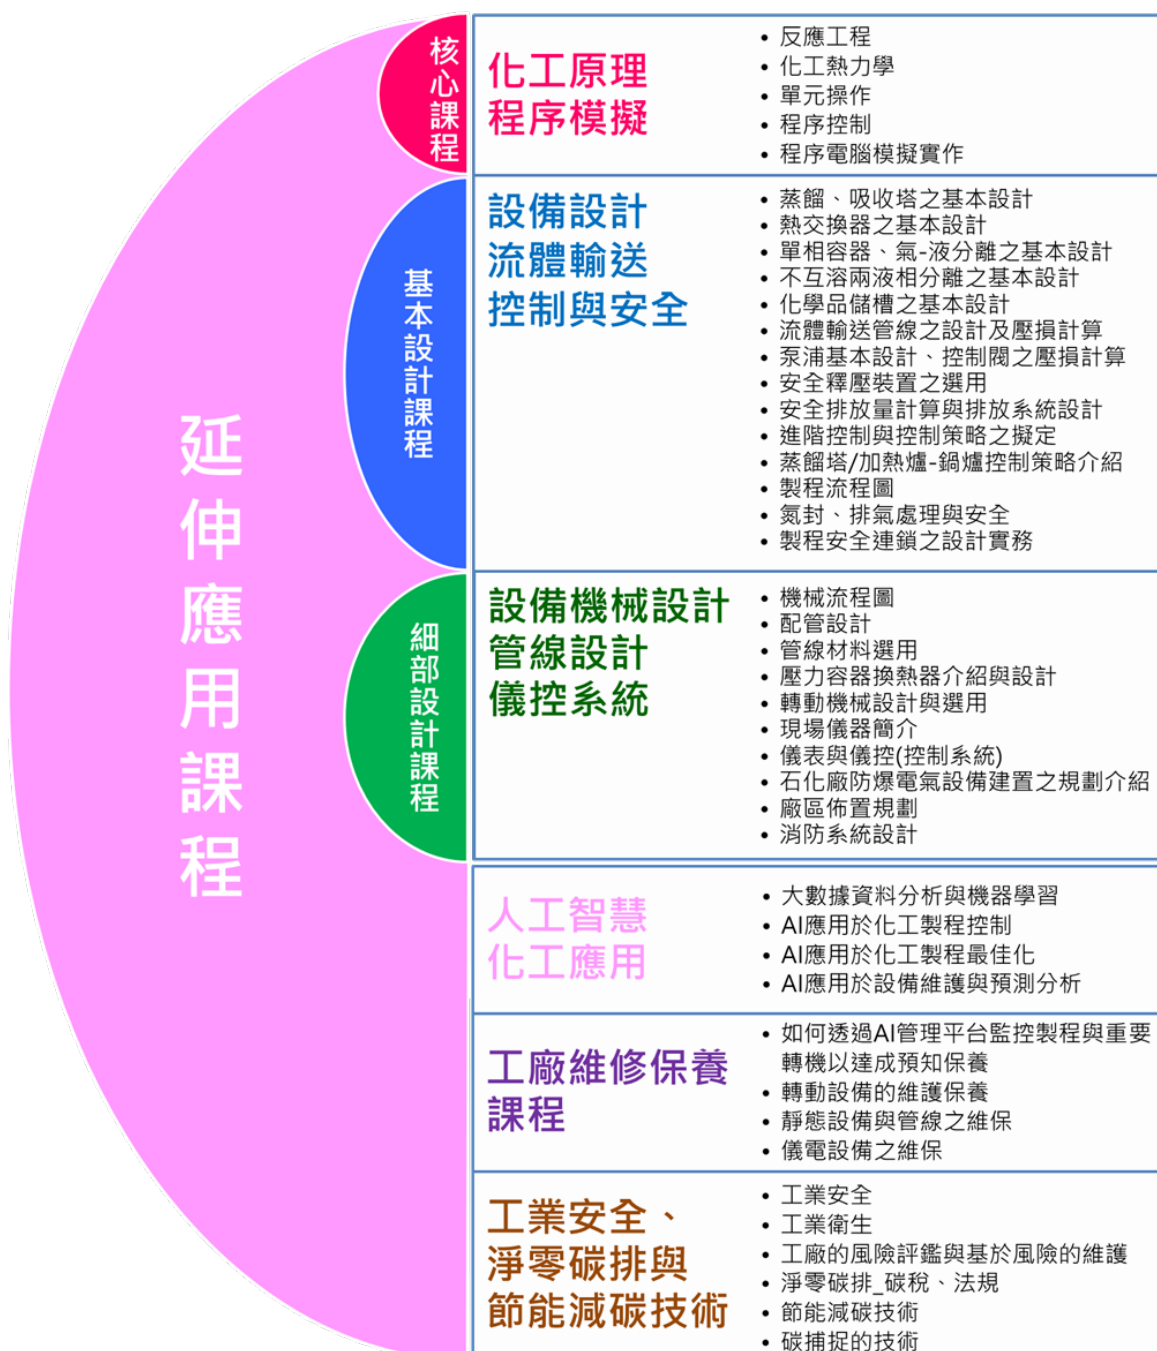 延伸應用課程
核心課程
化工原理
程序模擬
• 反應工程
• 化工熱力學
• 單元操作
• 程序控制
• 程序電腦模擬實作
基本設計課程
設備設計
流體輸送
控制與安全
• 蒸餾、吸收塔之基本設計
• 熱交換器之基本設計
• 單相容器、氣-液分離之基本設計
• 不互溶兩液相分離之基本設計
• 化學品儲槽之基本設計
• 流體輸送管線之設計及壓損計算
• 泵浦基本設計、控制閥之壓損計算
• 安全釋壓裝置之選用
• 安全排放量計算與排放系統設計
• 進階控制與控制策略之擬定
• 蒸餾塔/加熱爐-鍋爐控制策略介紹
• 製程流程圖
• 氮封、排氣處理與安全
• 製程安全連鎖之設計實務
細部設計課程
設備機械設計
管線設計
儀控系統
• 機械流程圖
• 配管設計
• 管線材料選用
• 壓力容器換熱器介紹與設計
• 轉動機械設計與選用
• 現場儀器簡介
• 儀表與儀控(控制系統)
• 石化廠防爆電氣設備建置之規劃介紹
• 廠區佈置規劃
• 消防系統設計
人工智慧
化工應用
• 大數據資料分析與機器學習
• AI應用於化工製程控制
• AI應用於化工製程最佳化
• AI應用於設備維護與預測分析
工廠維修保養
課程
• 如何透過AI管理平台監控製程與重要
轉機以達成預知保養
• 轉動設備的維護保養
• 靜態設備與管線之維保
• 儀電設備之維保
工業安全、
淨零碳排與
節能減碳技術
• 工業安全
• 工業衛生
• 工廠的風險評鑑與基於風險的維護
• 淨零碳排_碳稅、法規
• 節能減碳技術
• 碳捕捉的技術